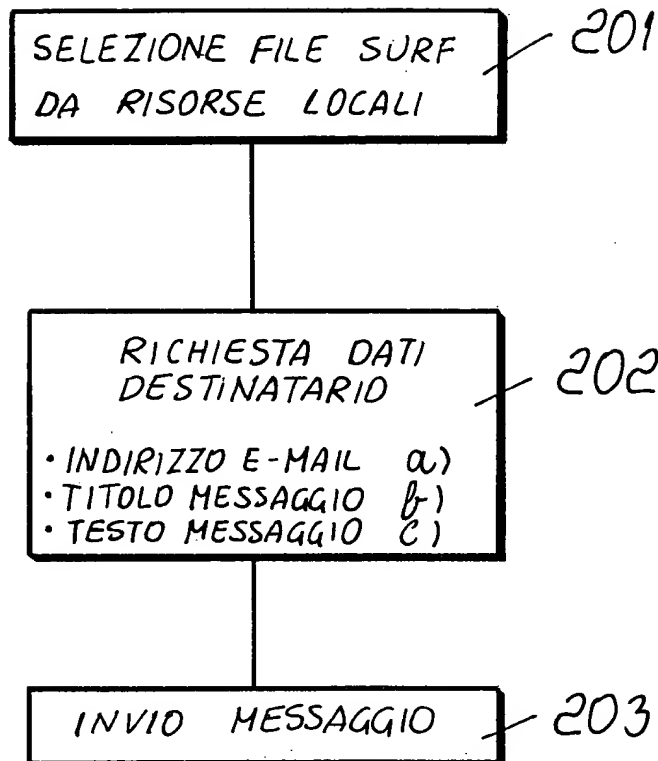 SELEZIONE FILE SURF
DA RISORSE LOCALI
201
RICHIESTA DATI
DESTINATARIO
202
• INDIRIZZO E-MAIL a)
• TITOLO MESSAGGIO b)
• TESTO MESSAGGIO c)
INVIO MESSAGGIO
203